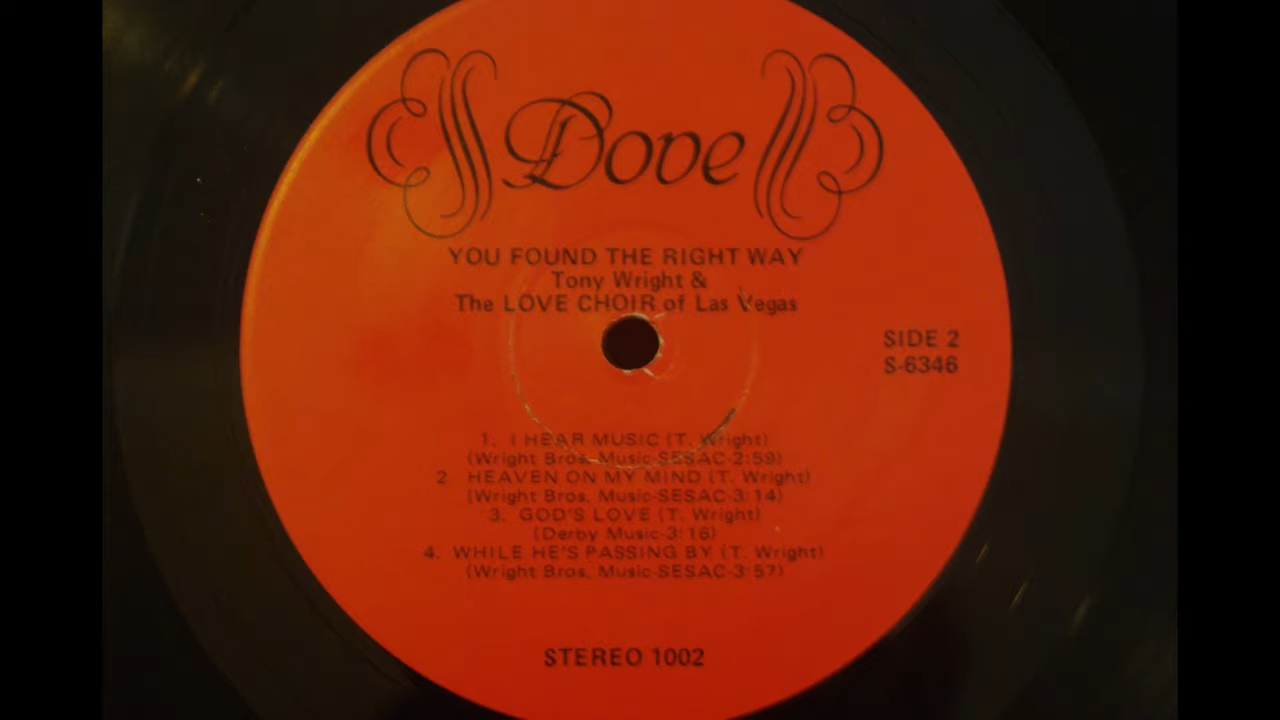 Dove
YOU FOUND THE RIGHT WAY
Tony Wright &
The LOVE CHOIR of Las Vegas
SIDE 2
S-6346
1. I HEAR MUSIC (T. Wright)
(Wright Bros. Music-SESAC-2:59)
2. HEAVEN ON MY MIND (T. Wright)
(Wright Bros. Music-SESAC-3:14)
3. GOD'S LOVE (T. Wright)
(Derby Music-3:16)
4. WHILE HE'S PASSING BY (T. Wright)
(Wright Bros. Music-SESAC-3:57)
STEREO 1002